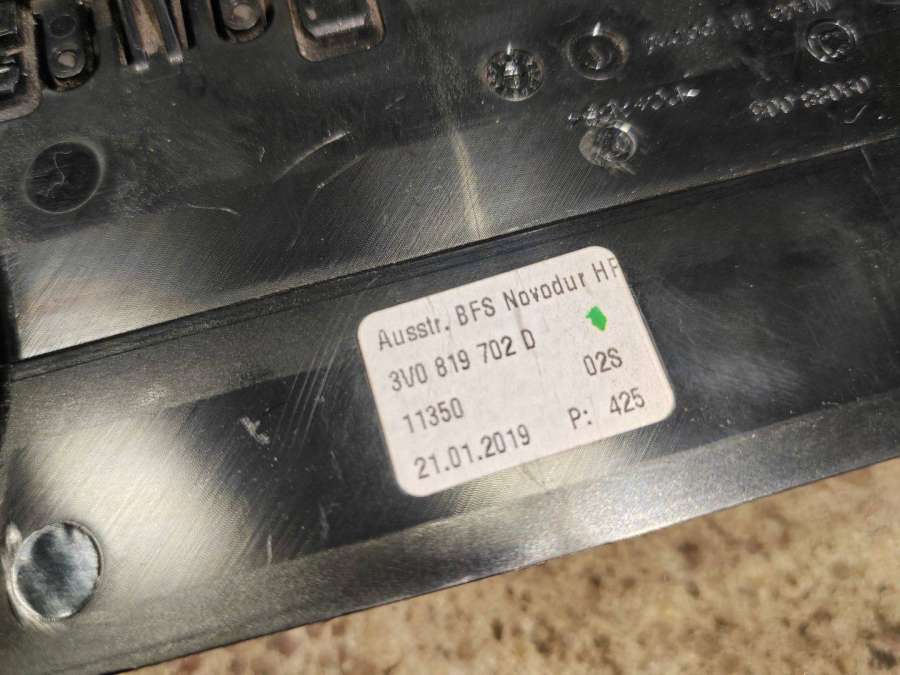 Ausstr. BFS Novodur HF
3V0 819 702 D
02S
11350
P: 425
21.01.2019